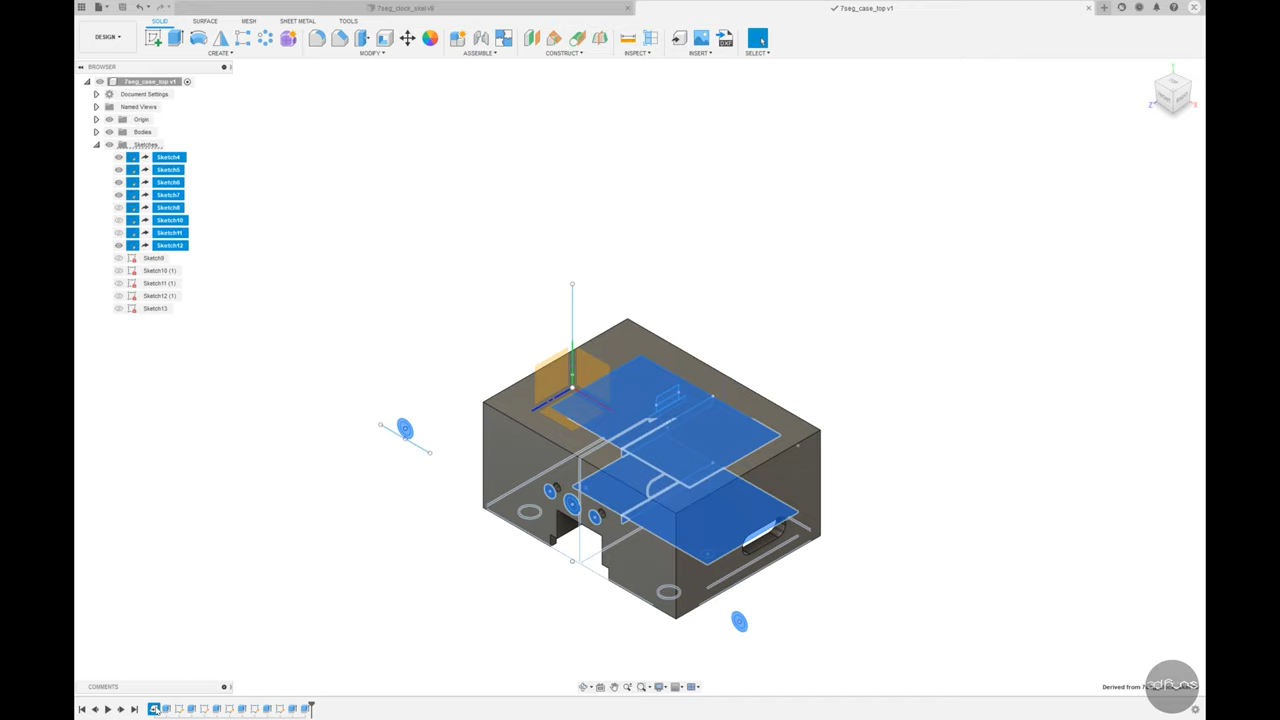 7seg_clock_skal v8
7seg_case_top v1
SOLID SURFACE MESH SHEET METAL TOOLS
DESIGN
CREATE MODIFY ASSEMBLE CONSTRUCT INSPECT INSERT SELECT
BROWSER
7seg_case_top v1
Document Settings
Named Views
Origin
Bodies
Sketches
Sketch4
Sketch5
Sketch6
Sketch7
Sketch8
Sketch10
Sketch11
Sketch12
Sketch9
Sketch10 (1)
Sketch11 (1)
Sketch12 (1)
Sketch13
COMMENTS
Derived from 7